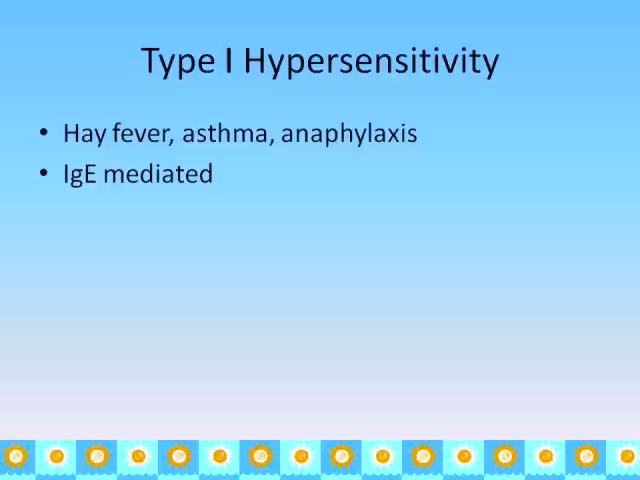 Type I Hypersensitivity
• Hay fever, asthma, anaphylaxis
• IgE mediated